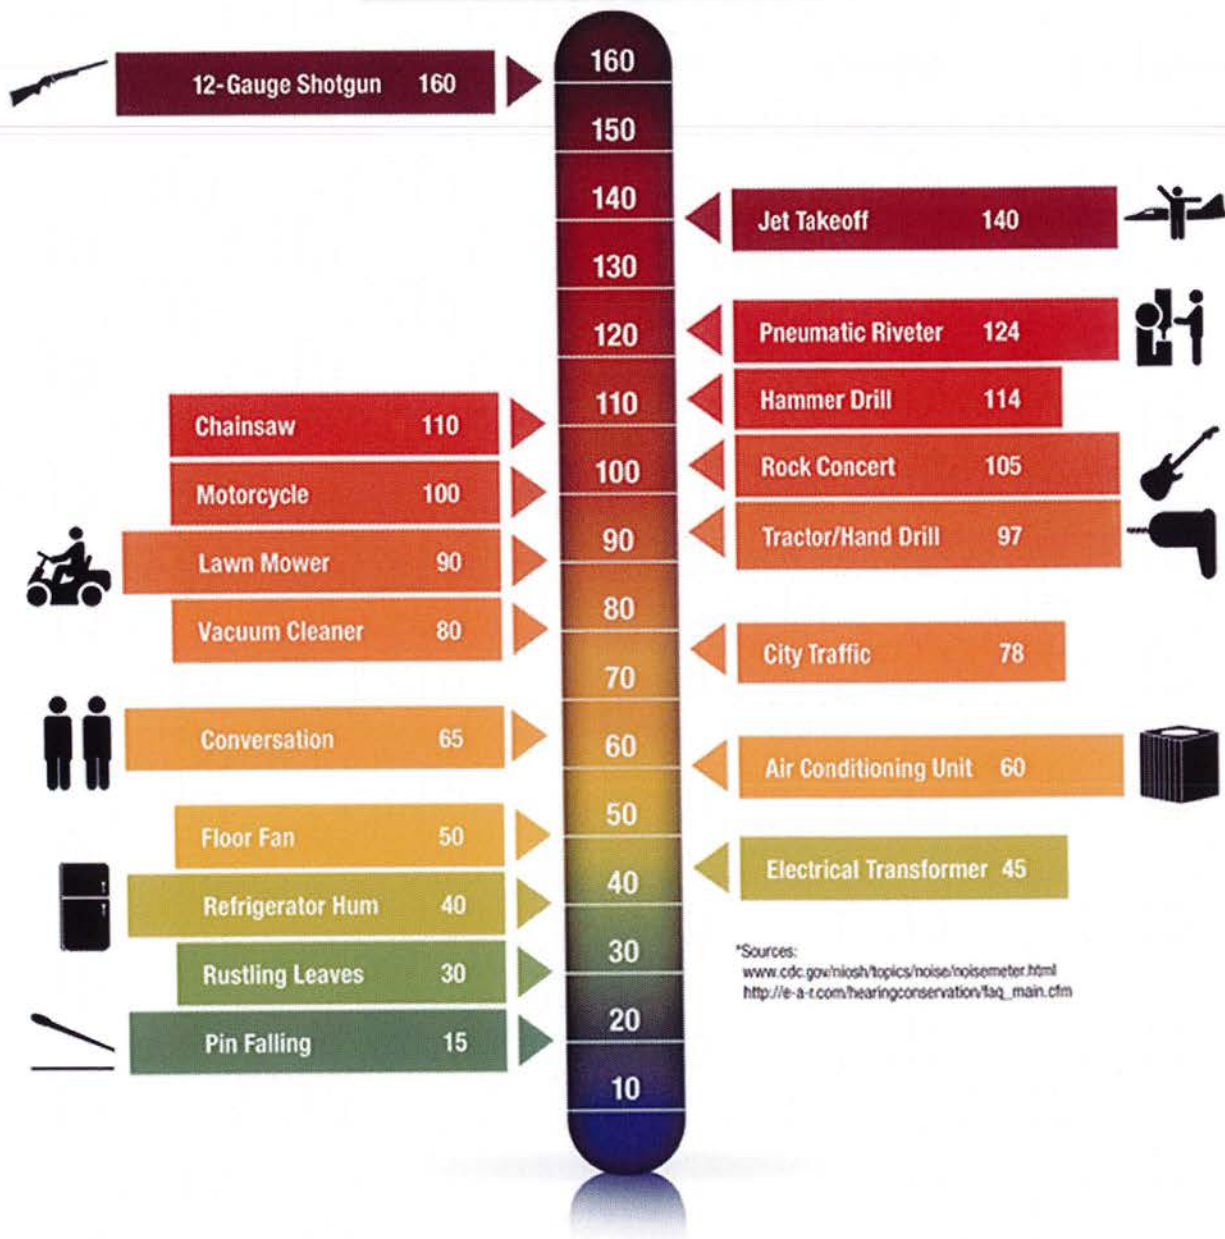 160
12-Gauge Shotgun 160
150
140
Jet Takeoff 140
130
120
Pneumatic Riveter 124
110
Hammer Drill 114
Chainsaw 110
100
Rock Concert 105
Motorcycle 100
90
Tractor/Hand Drill 97
Lawn Mower 90
80
Vacuum Cleaner 80
City Traffic 78
70
Conversation 65
60
Air Conditioning Unit 60
50
Floor Fan 50
Electrical Transformer 45
40
Refrigerator Hum 40
30
Rustling Leaves 30
*Sources:
www.cdc.gov/niosh/topics/noise/noisemeter.html
http://e-a-r.com/hearingconservation/faq_main.cfm
20
Pin Falling 15
10